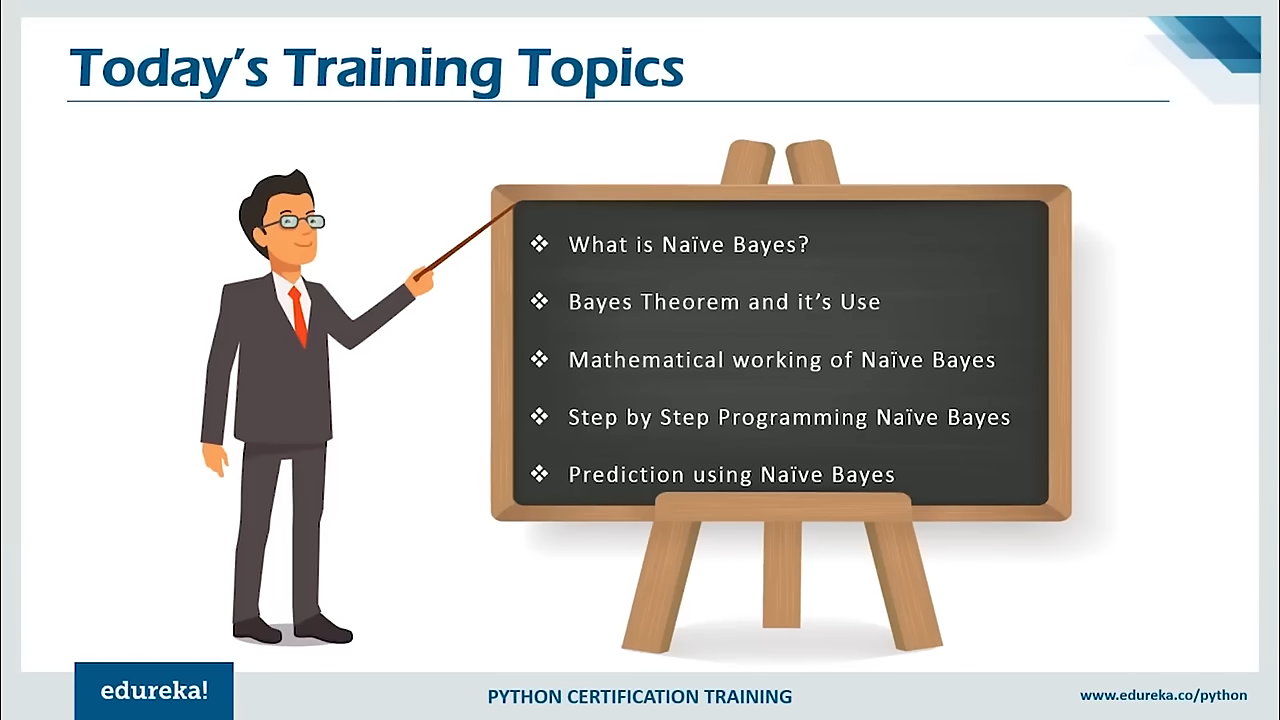 Today's Training Topics
❖ What is Naïve Bayes?
❖ Bayes Theorem and it's Use
❖ Mathematical working of Naïve Bayes
❖ Step by Step Programming Naïve Bayes
❖ Prediction using Naïve Bayes
edureka!
PYTHON CERTIFICATION TRAINING
www.edureka.co/python